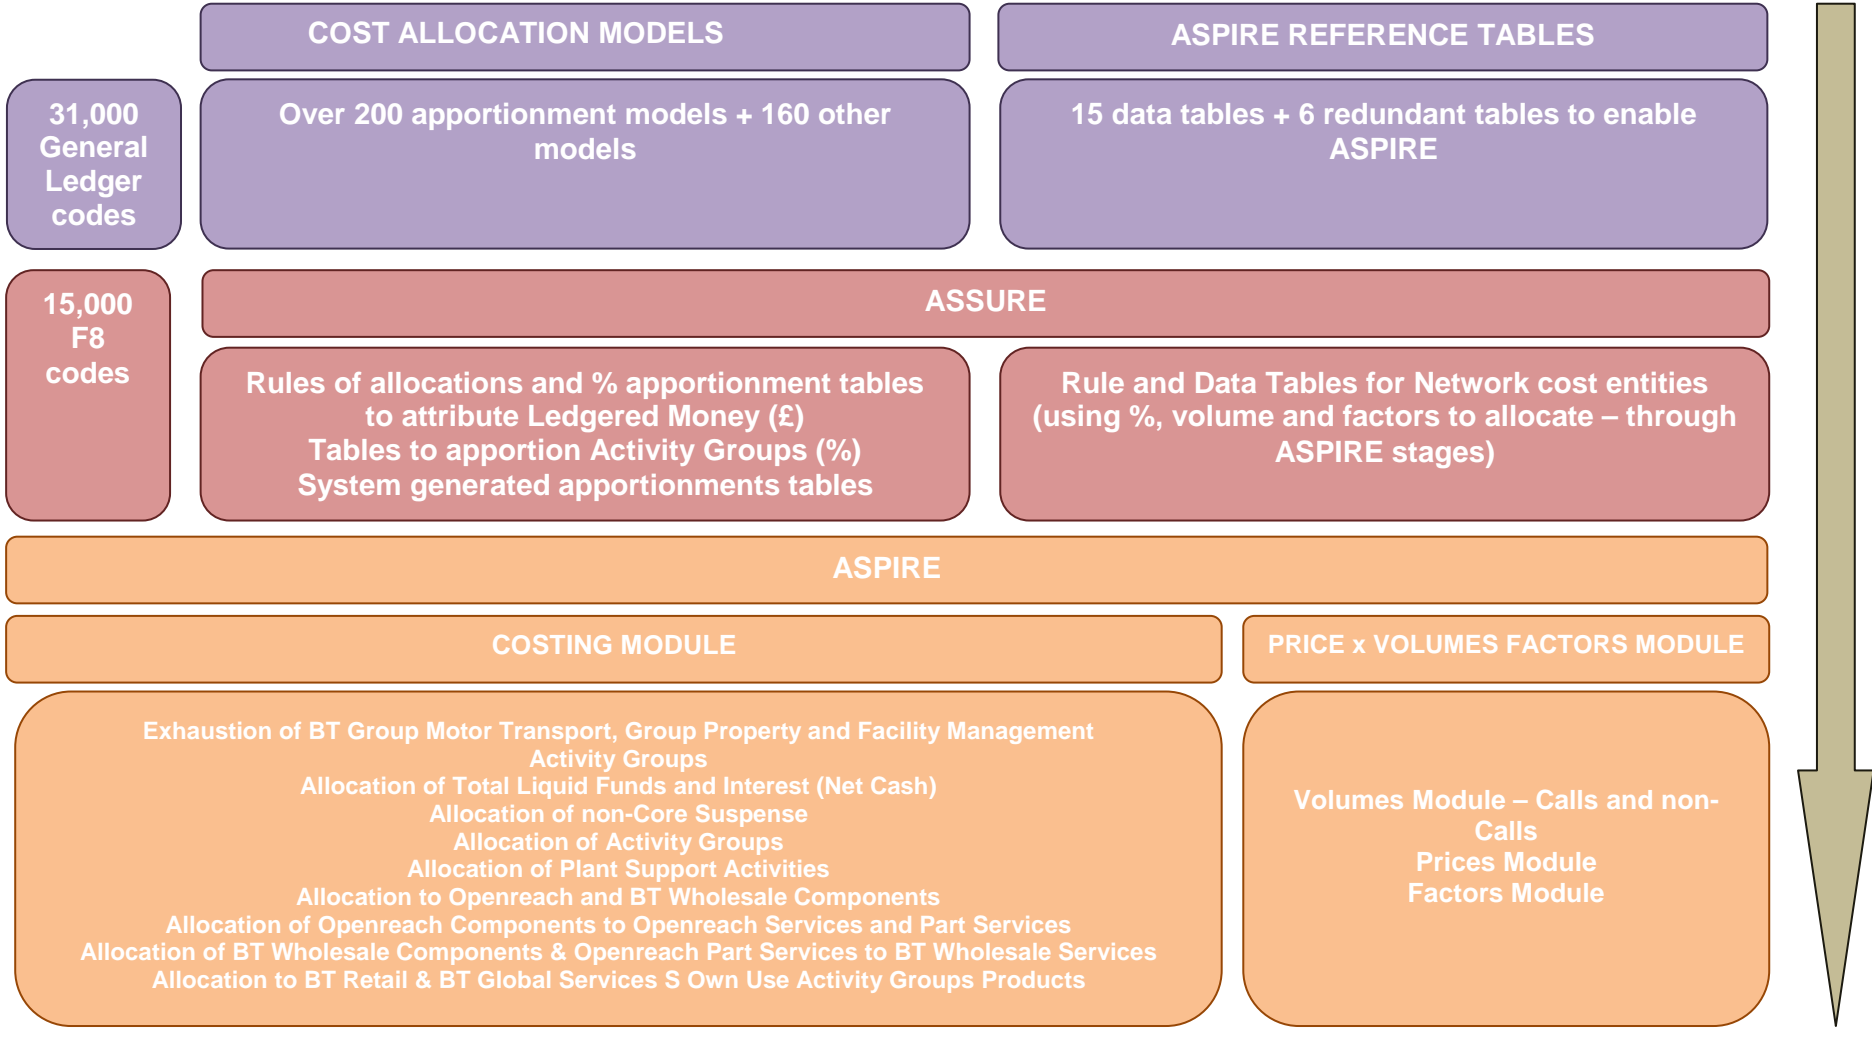 COST ALLOCATION MODELS
ASPIRE REFERENCE TABLES
31,000
General
Ledger
codes
Over 200 apportionment models + 160 other
models
15 data tables + 6 redundant tables to enable
ASPIRE
15,000
F8
codes
ASSURE
Rules of allocations and % apportionment tables
to attribute Ledgered Money (£)
Tables to apportion Activity Groups (%)
System generated apportionments tables
Rule and Data Tables for Network cost entities
(using %, volume and factors to allocate – through
ASPIRE stages)
ASPIRE
COSTING MODULE
PRICE x VOLUMES FACTORS MODULE
Exhaustion of BT Group Motor Transport, Group Property and Facility Management
Activity Groups
Allocation of Total Liquid Funds and Interest (Net Cash)
Allocation of non-Core Suspense
Allocation of Activity Groups
Allocation of Plant Support Activities
Allocation to Openreach and BT Wholesale Components
Allocation of Openreach Components to Openreach Services and Part Services
Allocation of BT Wholesale Components & Openreach Part Services to BT Wholesale Services
Allocation to BT Retail & BT Global Services S Own Use Activity Groups Products
Volumes Module – Calls and non-
Calls
Prices Module
Factors Module